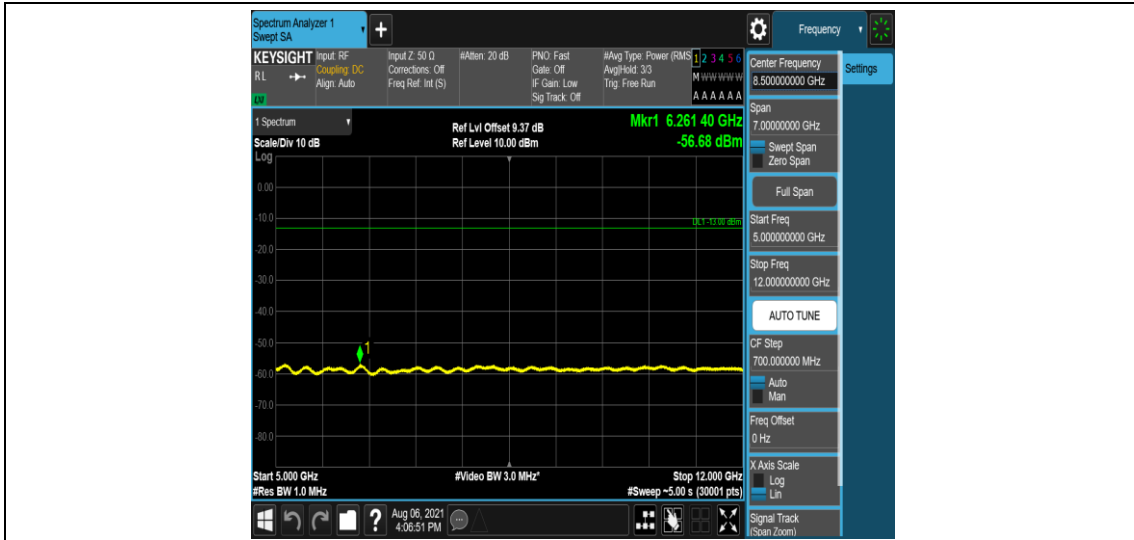 Spectrum Analyzer 1
Swept SA
Frequency
KEYSIGHT
RL
Input: RF
Coupling: DC
Align: Auto
Input Z: 50 Ω
Corrections: Off
Freq Ref: Int (S)
#Atten: 20 dB
PNO: Fast
Gate: Off
IF Gain: Low
Sig Track: Off
#Avg Type: Power (RMS
Avg|Hold: 3/3
Trig: Free Run
1 2 3 4 5 6
M W W W W W
A A A A A A
1 Spectrum
Scale/Div 10 dB
Log
Ref Lvl Offset 9.37 dB
Ref Level 10.00 dBm
Mkr1 6.261 40 GHz
-56.68 dBm
0.00
-10.0
DL1 -13.00 dBm
-20.0
-30.0
-40.0
-50.0
1
-60.0
-70.0
-80.0
Start 5.000 GHz
#Video BW 3.0 MHz*
Stop 12.000 GHz
#Res BW 1.0 MHz
#Sweep ~5.00 s (30001 pts)
?
Aug 06, 2021
4:06:51 PM
Center Frequency
8.500000000 GHz
Settings
Span
7.00000000 GHz
Swept Span
Zero Span
Full Span
Start Freq
5.000000000 GHz
Stop Freq
12.000000000 GHz
AUTO TUNE
CF Step
700.000000 MHz
Auto
Man
Freq Offset
0 Hz
X Axis Scale
Log
Lin
Signal Track
(Span Zoom)